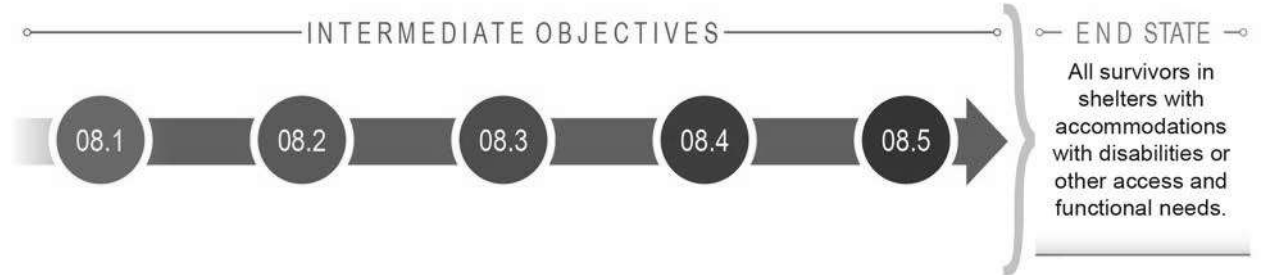 INTERMEDIATE OBJECTIVES
08.1 08.2 08.3 08.4 08.5
END STATE
All survivors in
shelters with
accommodations
with disabilities or
other access and
functional needs.